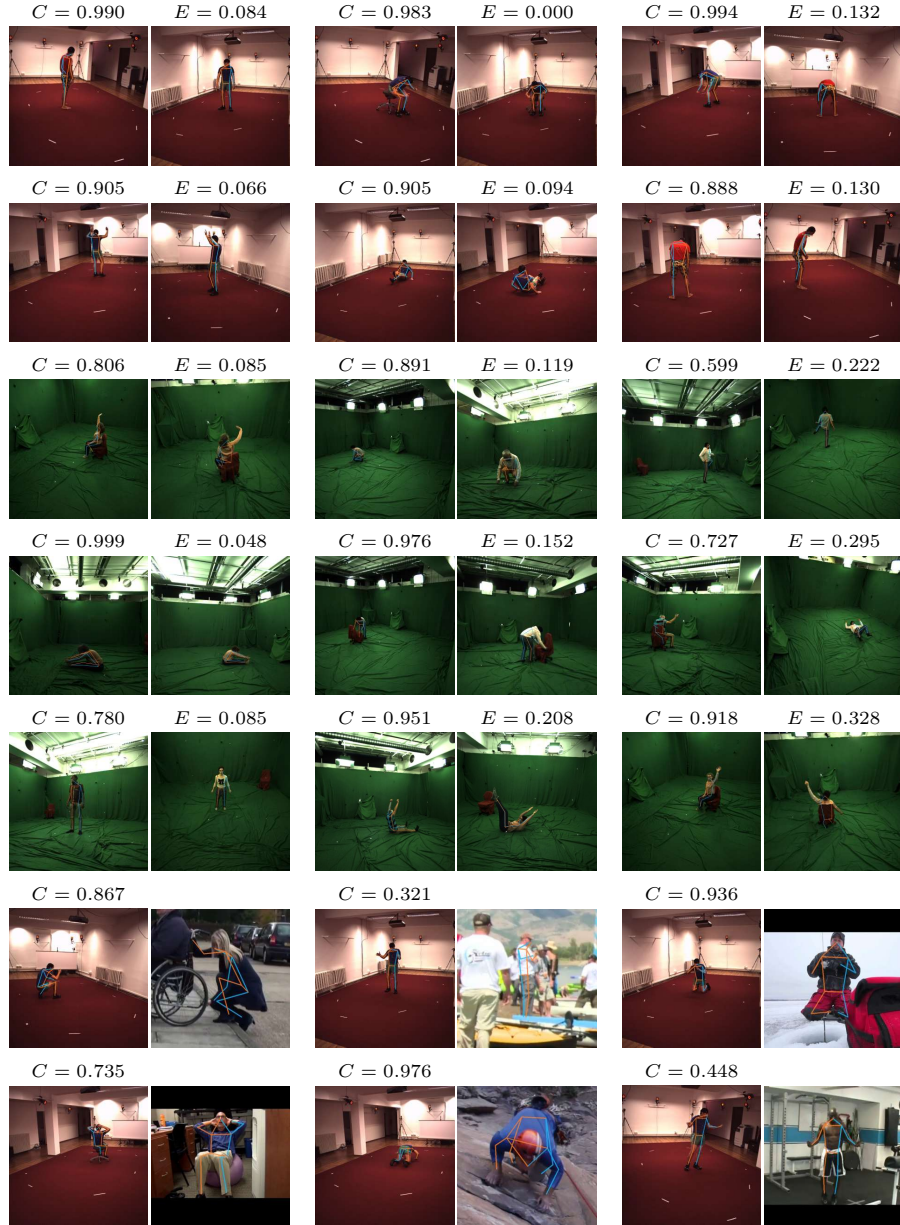 C = 0.990 E = 0.084 C = 0.983 E = 0.000 C = 0.994 E = 0.132
C = 0.905 E = 0.066 C = 0.905 E = 0.094 C = 0.888 E = 0.130
C = 0.806 E = 0.085 C = 0.891 E = 0.119 C = 0.599 E = 0.222
C = 0.999 E = 0.048 C = 0.976 E = 0.152 C = 0.727 E = 0.295
C = 0.780 E = 0.085 C = 0.951 E = 0.208 C = 0.918 E = 0.328
C = 0.867 C = 0.321 C = 0.936
C = 0.735 C = 0.976 C = 0.448